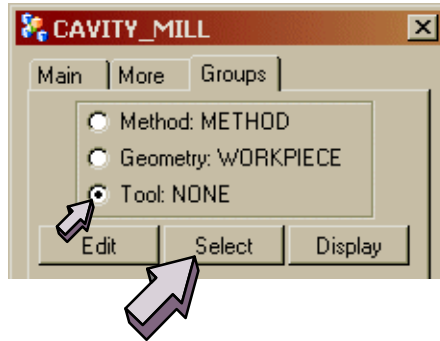 CAVITY_MILL
Main More Groups
Method: METHOD
Geometry: WORKPIECE
Tool: NONE
Edit Select Display